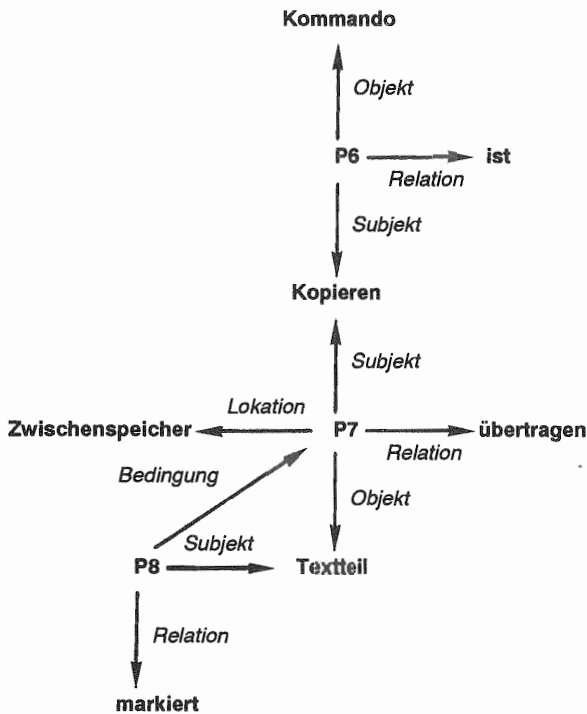 Kommando
Objekt
P6
ist
Relation
Subjekt
Kopieren
Subjekt
Lokation
Zwischenspeicher
P7
übertragen
Relation
Bedingung
Objekt
Subjekt
P8
Textteil
Relation
markiert